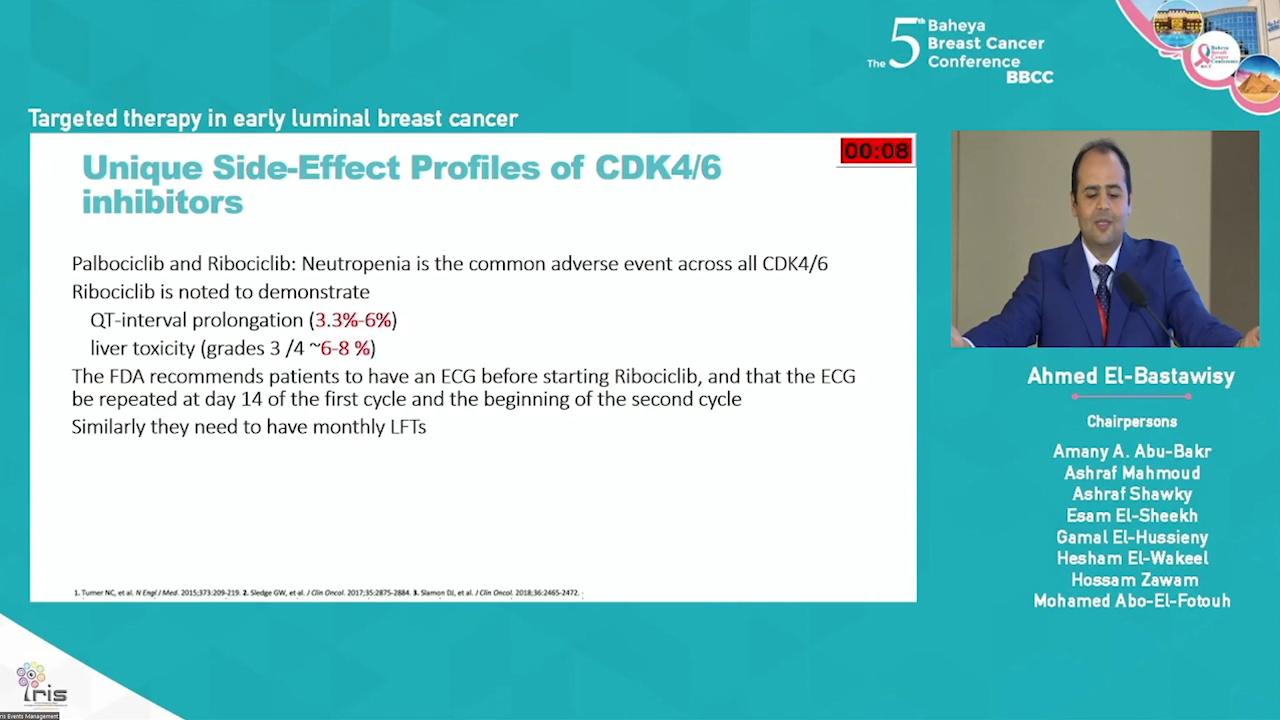 The 5th Baheya
Breast Cancer
Conference
BBCC
Targeted therapy in early luminal breast cancer
00:08
Unique Side-Effect Profiles of CDK4/6
inhibitors
Palbociclib and Ribociclib: Neutropenia is the common adverse event across all CDK4/6
Ribociclib is noted to demonstrate
QT-interval prolongation (3.3%-6%)
liver toxicity (grades 3 /4 ~6-8 %)
The FDA recommends patients to have an ECG before starting Ribociclib, and that the ECG
be repeated at day 14 of the first cycle and the beginning of the second cycle
Similarly they need to have monthly LFTs
1. Turner NC, et al. N Engl J Med. 2015;373:209-219. 2. Sledge GW, et al. J Clin Oncol. 2017;35:2875-2884. 3. Slamon DJ, et al. J Clin Oncol. 2018;36:2465-2472.
Ahmed El-Bastawisy
Chairpersons
Amany A. Abu-Bakr
Ashraf Mahmoud
Ashraf Shawky
Esam El-Sheekh
Gamal El-Hussieny
Hesham El-Wakeel
Hossam Zawam
Mohamed Abo-El-Fotouh
iris
ris Events Management